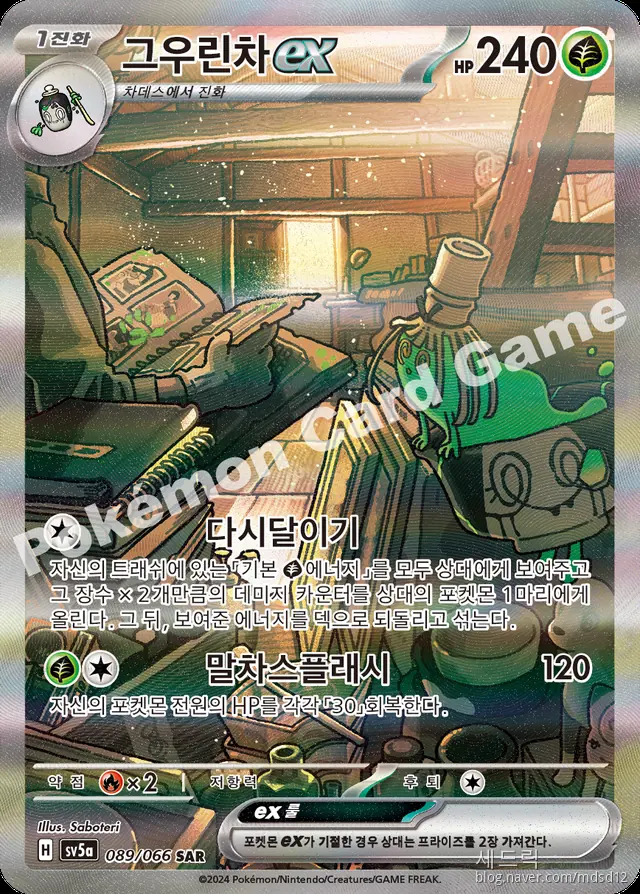 1진화
그우린차 ex
HP 240
차데스에서 진화
Pokémon Card Game
다시달이기
자신의 트래쉬에 있는 「기본 에너지」를 모두 상대에게 보여주고
그 장수 × 2개만큼의 데미지 카운터를 상대의 포켓몬 1마리에게
올린다. 그 뒤, 보여준 에너지를 덱으로 되돌리고 섞는다.
말차스플래시 120
자신의 포켓몬 전원의 HP를 각각 「30」회복한다.
약점 ×2 저항력 후퇴
ex 룰
포켓몬 ex가 기절한 경우 상대는 프라이즈를 2장 가져간다.
Illus. Saboteri
H sv5a 089/066 SAR
©2024 Pokémon/Nintendo/Creatures/GAME FREAK.
세드릭
blog.naver.com/mdsd12